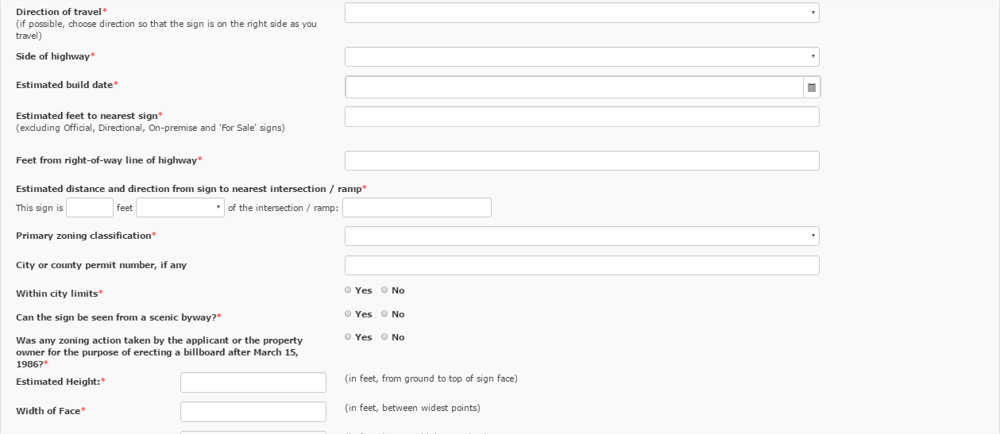 Direction of travel*
(if possible, choose direction so that the sign is on the right side as you
travel)
Side of highway*
Estimated build date*
Estimated feet to nearest sign*
(excluding Official, Directional, On-premise and 'For Sale' signs)
Feet from right-of-way line of highway*
Estimated distance and direction from sign to nearest intersection / ramp*
This sign is feet of the intersection / ramp:
Primary zoning classification*
City or county permit number, if any
Within city limits* Yes No
Can the sign be seen from a scenic byway?* Yes No
Was any zoning action taken by the applicant or the property Yes No
owner for the purpose of erecting a billboard after March 15,
1986?*
Estimated Height:* (in feet, from ground to top of sign face)
Width of Face* (in feet, between widest points)